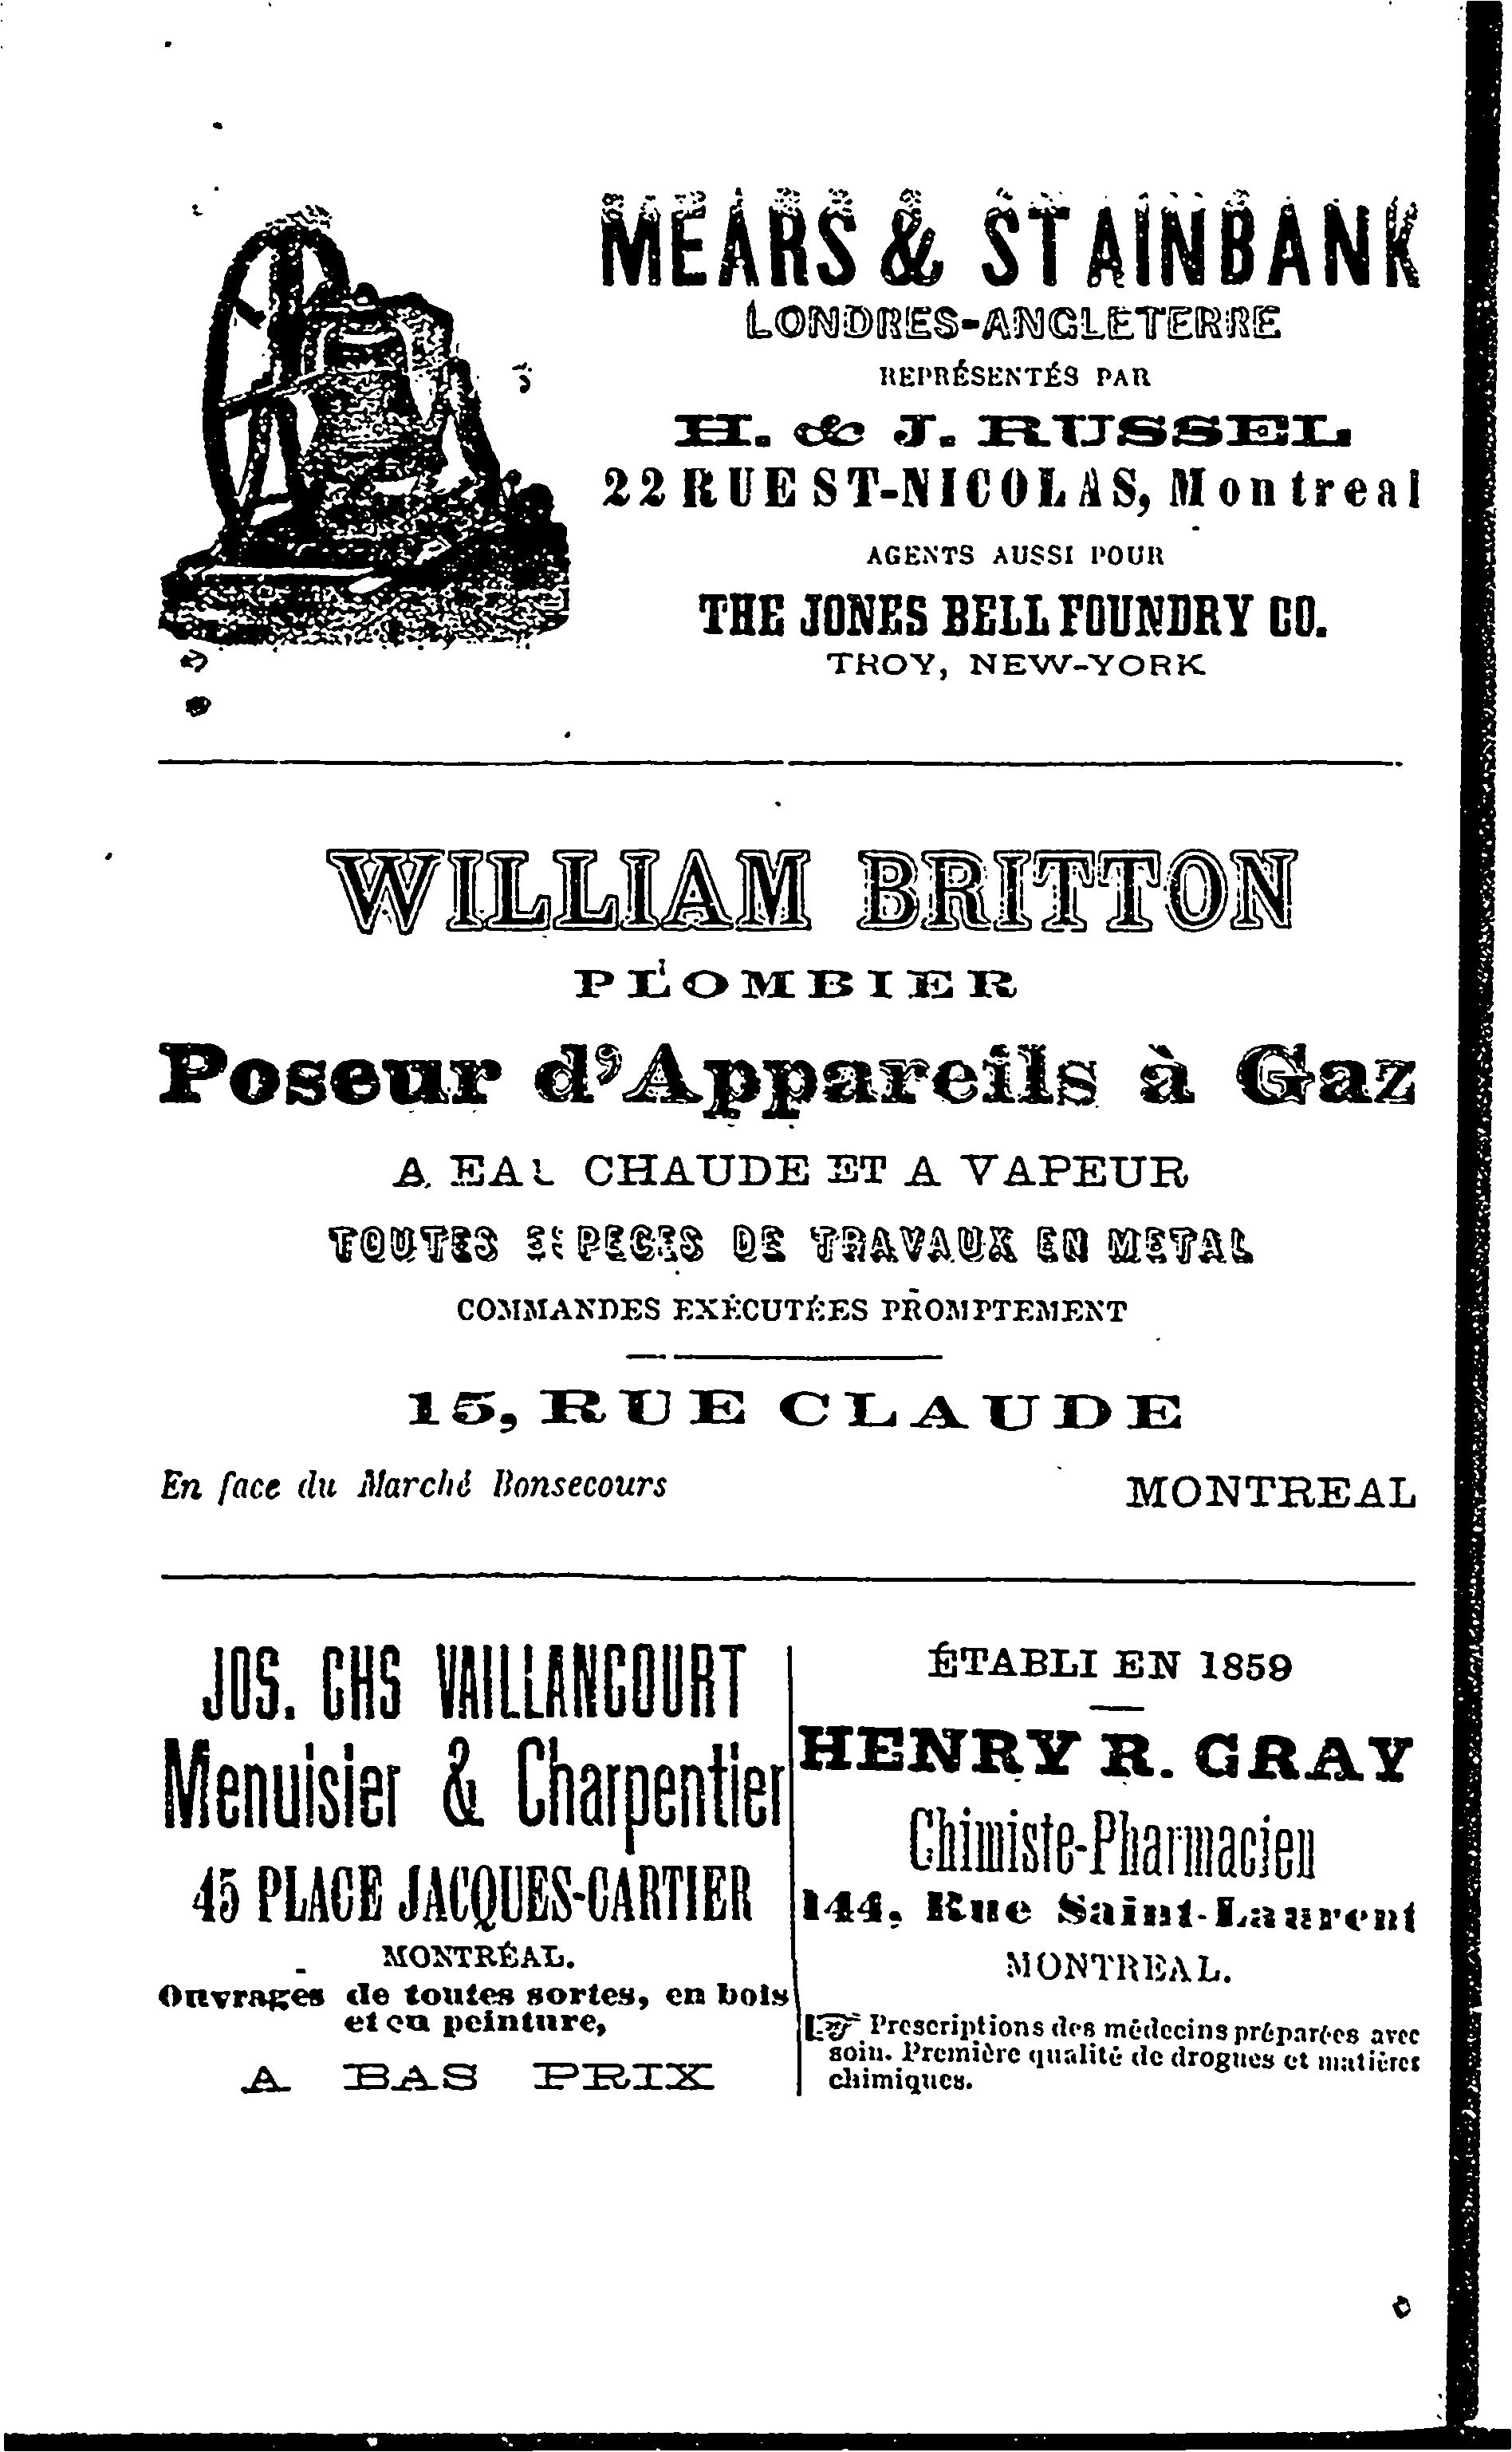 MEARS & STAINBANK
LONDRES-ANGLETERRE
REPRÉSENTÉS PAR
H. & J. RUSSEL
22 RUE ST-NICOLAS, Montreal
AGENTS AUSSI POUR
THE JONES BELL FOUNDRY CO.
TROY, NEW-YORK
WILLIAM BRITTON
PLOMBIER
Poseur d'Appareils à Gaz
A EAU CHAUDE ET A VAPEUR
TOUTES ESPECES DE TRAVAUX EN METAL
COMMANDES EXÉCUTÉES PROMPTEMENT
15, RUE CLAUDE
En face du Marché Bonsecours
MONTREAL
JOS. CHS VAILLANCOURT
Menuisier & Charpentier
45 PLACE JACQUES-CARTIER
MONTRÉAL.
Ouvrages de toutes sortes, en bois
et en peinture,
A BAS PRIX
ÉTABLI EN 1859
HENRY R. GRAY
Chimiste-Pharmacien
144, Rue Saint-Laurent
MONTREAL.
☞ Prescriptions des médecins préparées avec
soin. Première qualité de drogues et matières
chimiques.